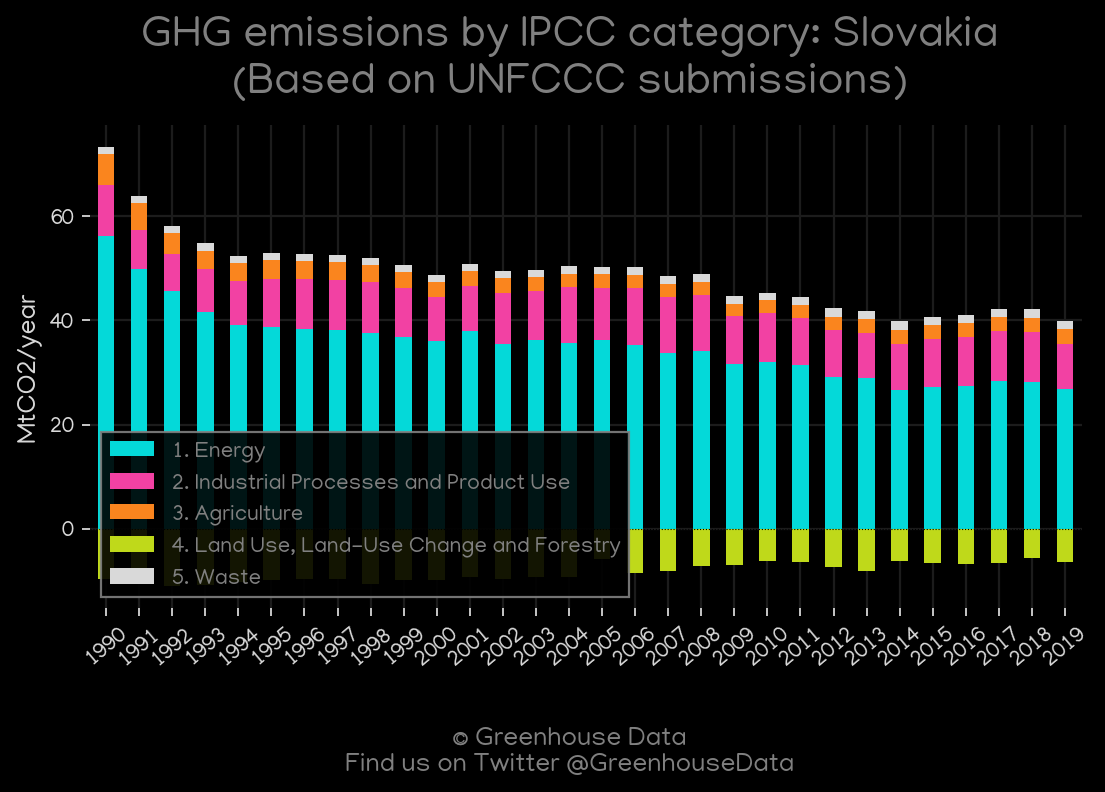 GHG emissions by IPCC category: Slovakia
(Based on UNFCCC submissions)
MtCO2/year
60
40
20
0
1. Energy
2. Industrial Processes and Product Use
3. Agriculture
4. Land Use, Land-Use Change and Forestry
5. Waste
1990 1991 1992 1993 1994 1995 1996 1997 1998 1999 2000 2001 2002 2003 2004 2005 2006 2007 2008 2009 2010 2011 2012 2013 2014 2015 2016 2017 2018 2019
© Greenhouse Data
Find us on Twitter @GreenhouseData